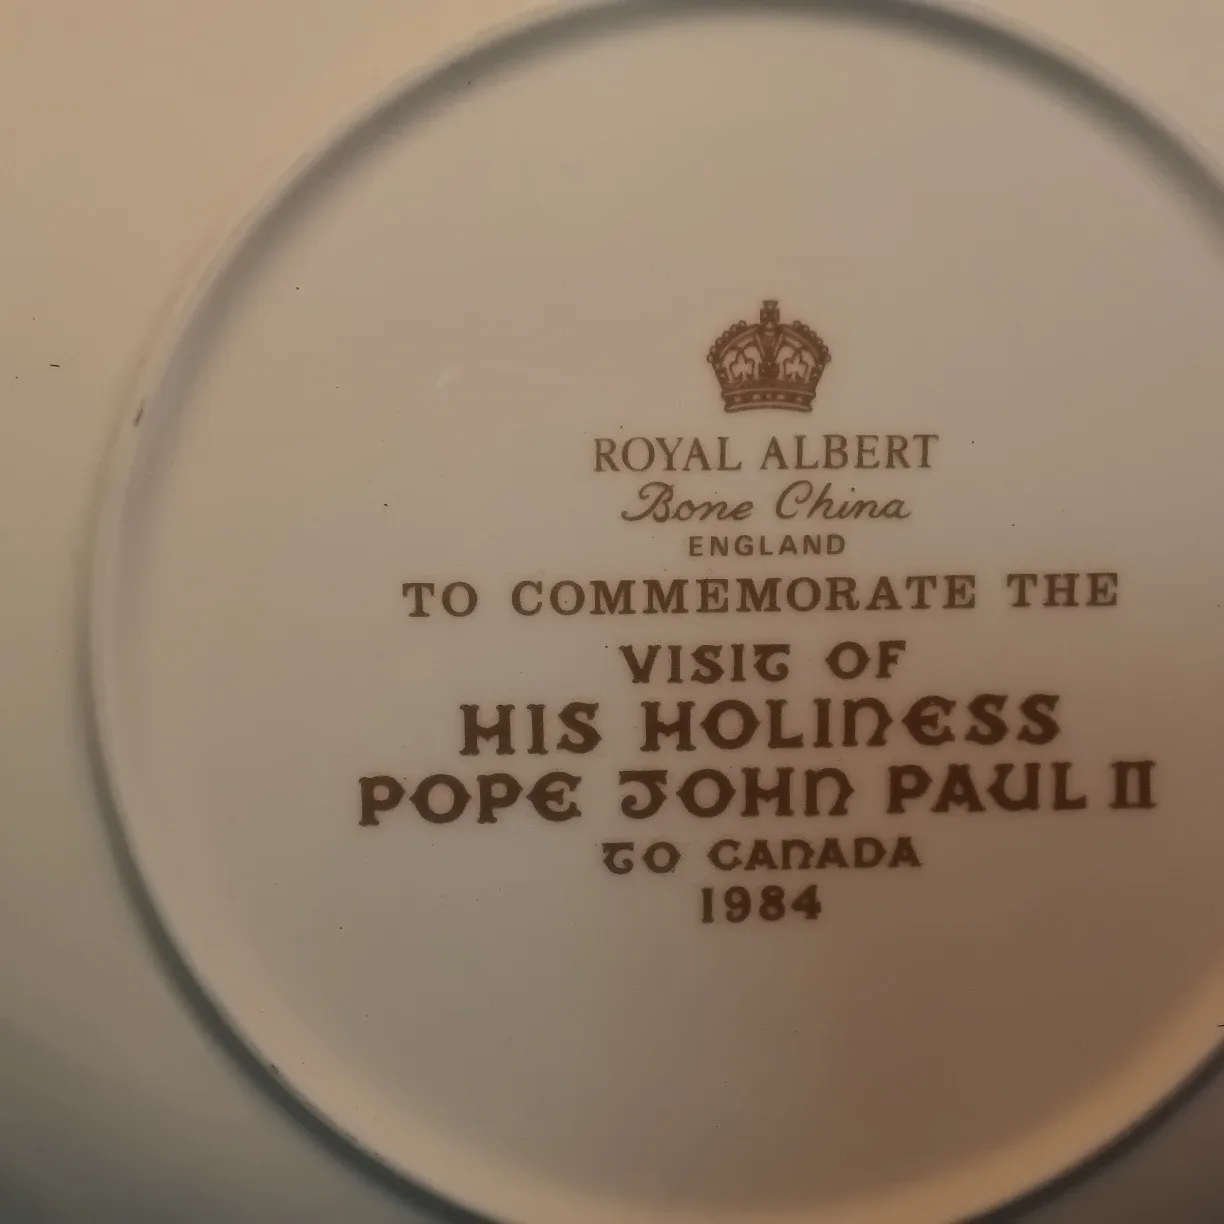 ROYAL ALBERT
Bone China
ENGLAND
TO COMMEMORATE THE
VISIT OF
HIS HOLINESS
POPE JOHN PAUL II
TO CANADA
1984